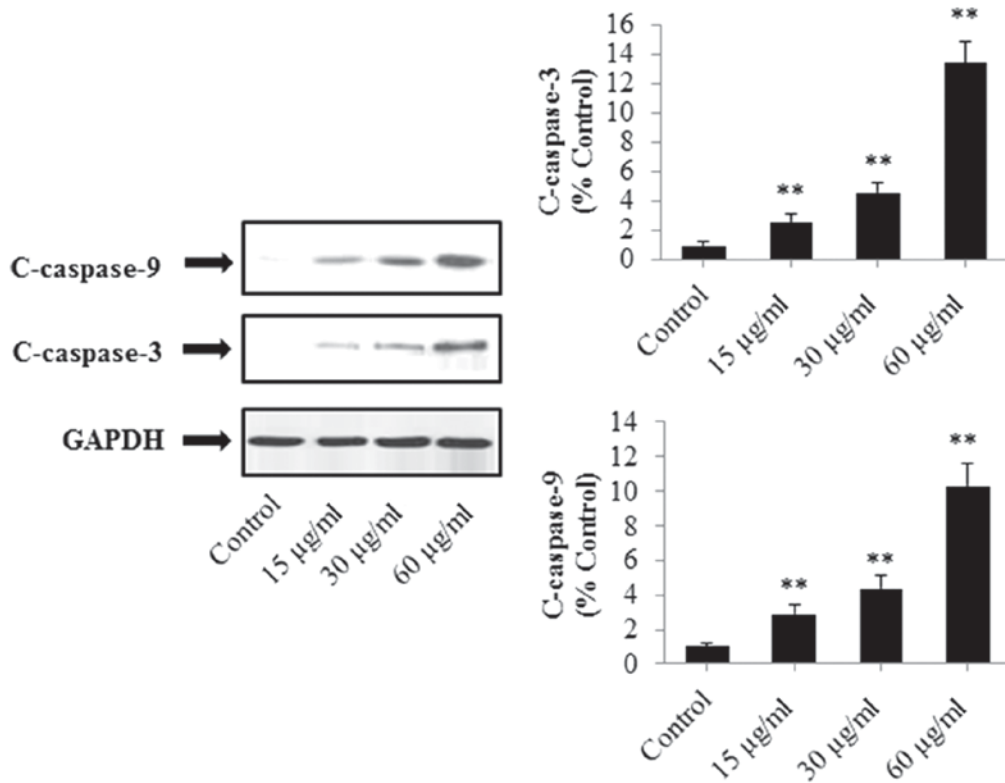 C-caspase-9
C-caspase-3
GAPDH
Control
15 µg/ml
30 µg/ml
60 µg/ml
C-caspase-3
(% Control)
16
14
12
10
8
6
4
2
0
**
**
**
Control
15 µg/ml
30 µg/ml
60 µg/ml
C-caspase-9
(% Control)
14
12
10
8
6
4
2
0
**
**
**
Control
15 µg/ml
30 µg/ml
60 µg/ml